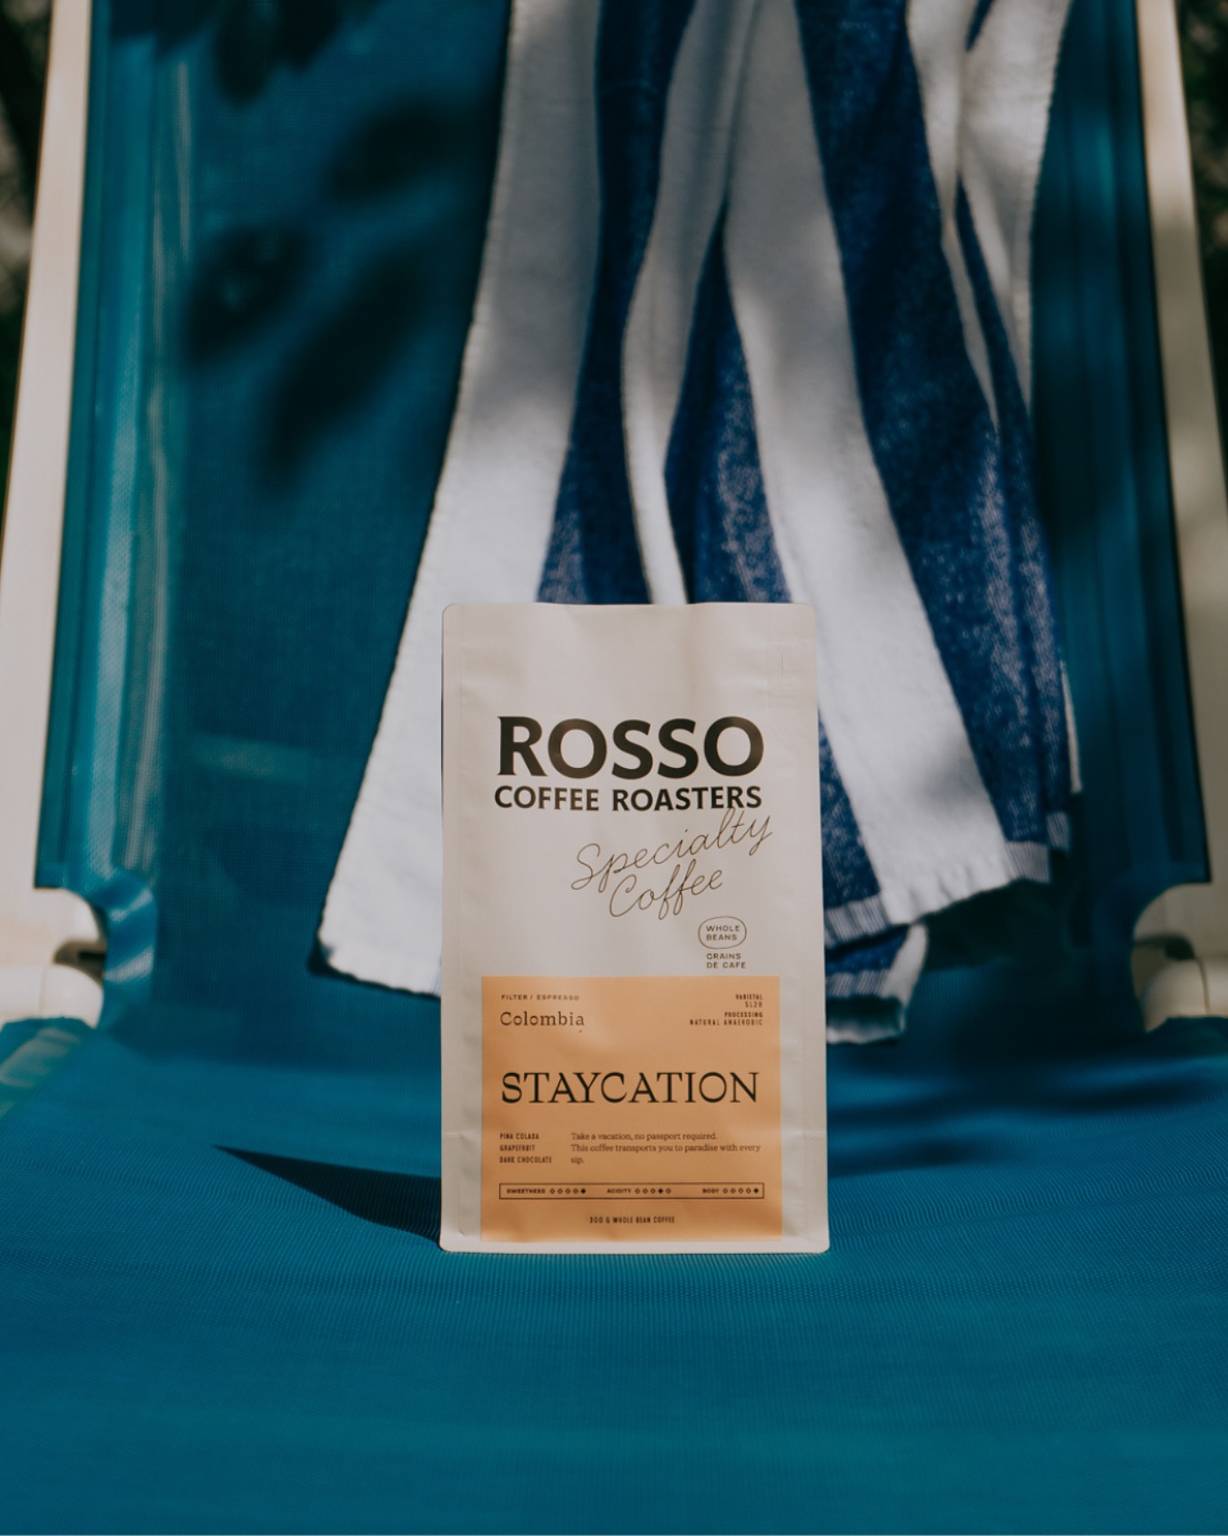 ROSSO
COFFEE ROASTERS
Specialty
Coffee
WHOLE
BEANS
GRAINS
DE CAFE
FILTER / ESPRESSO
Colombia
VARIETAL
SL28
PROCESSING
NATURAL ANAEROBIC
STAYCATION
PINA COLADA
GRAPEFRUIT
DARK CHOCOLATE
Take a vacation, no passport required.
This coffee transports you to paradise with every
sip.
SWEETNESS ACIDITY BODY
300 G WHOLE BEAN COFFEE